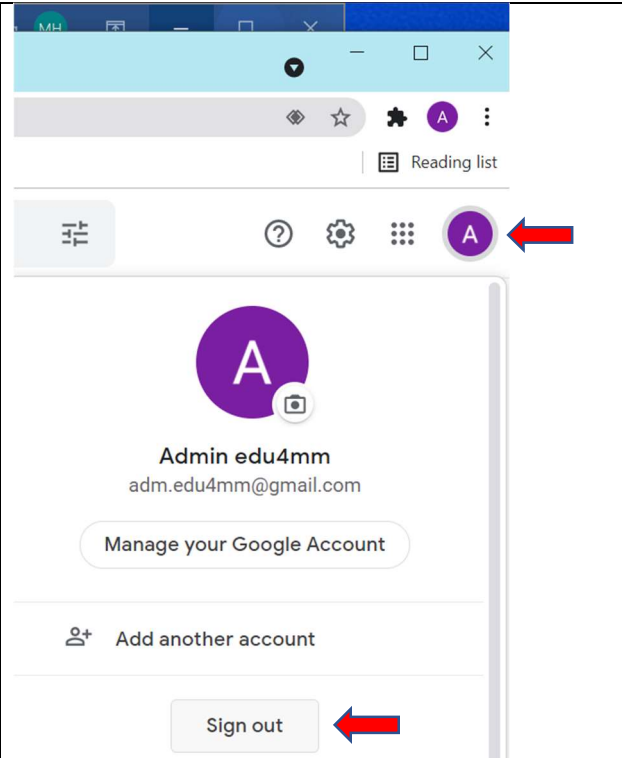 MH
A
Reading list
A
A
Admin edu4mm
adm.edu4mm@gmail.com
Manage your Google Account
Add another account
Sign out